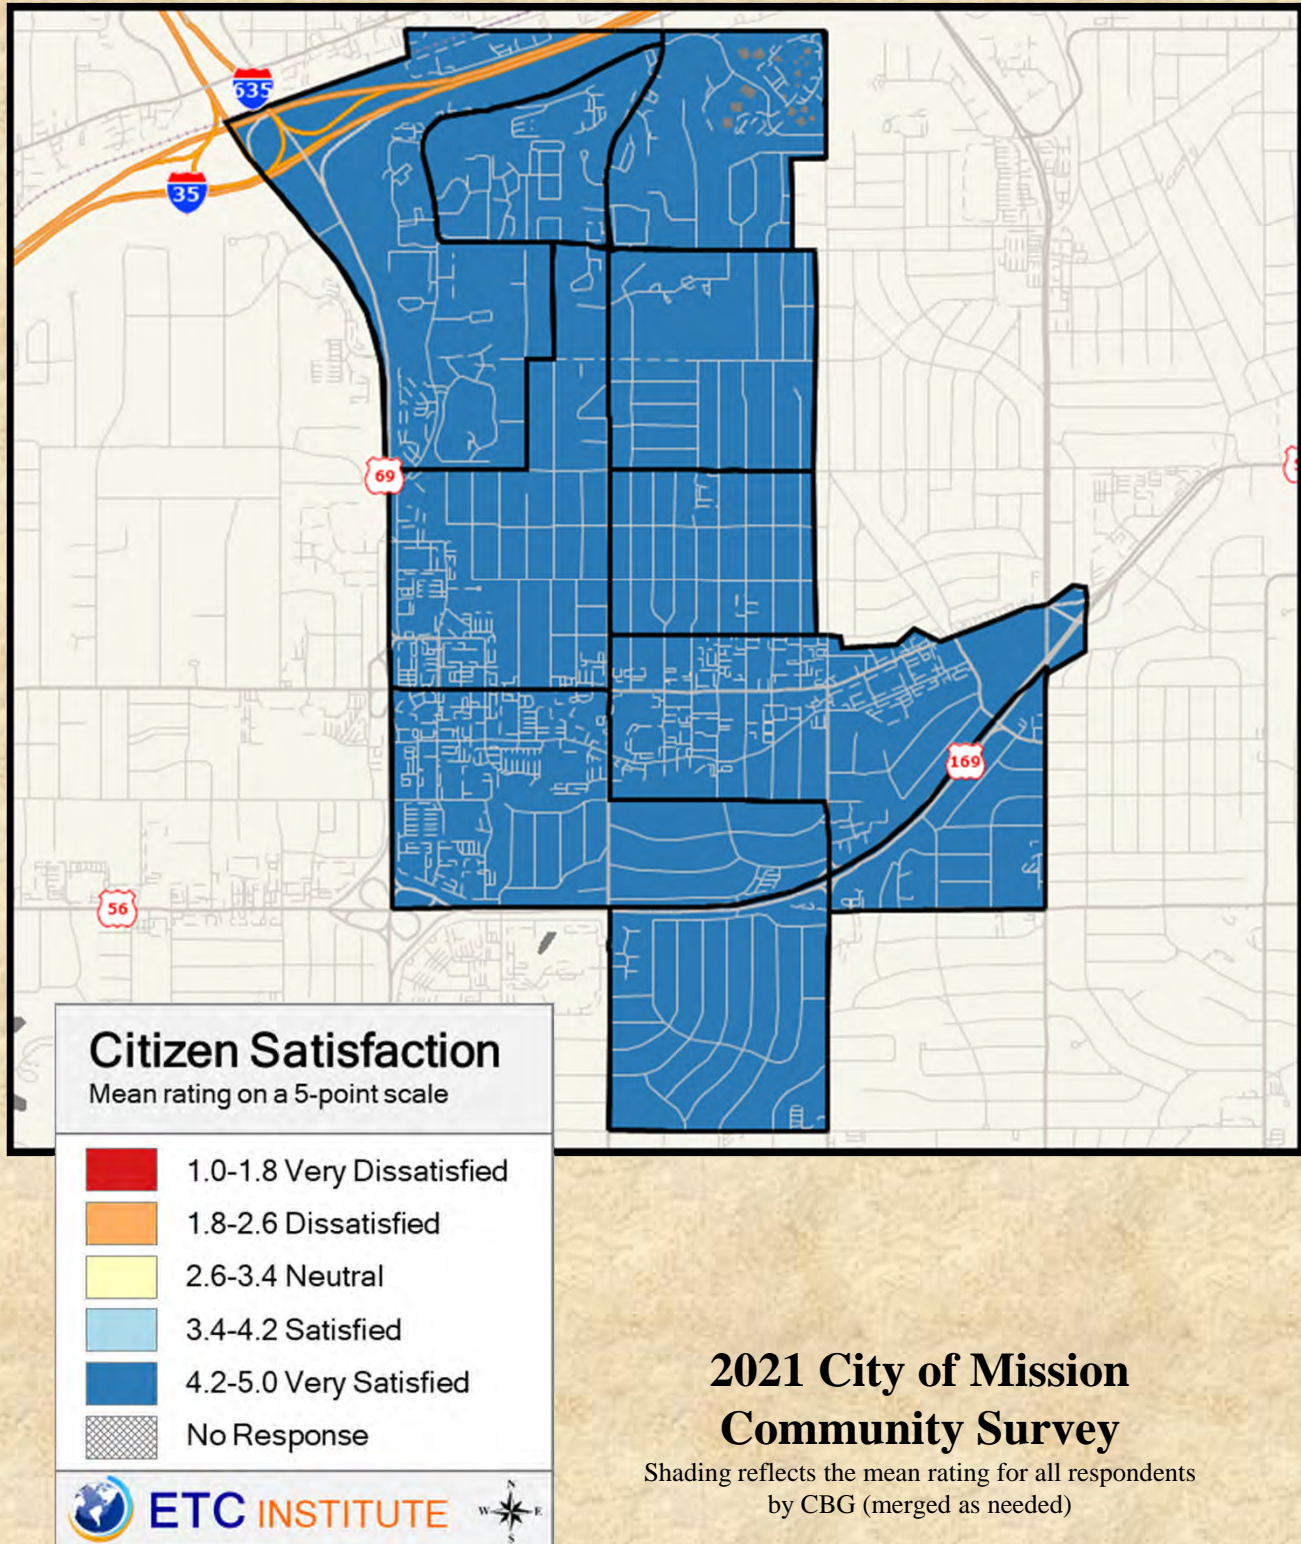 635
35
69
169
56
Citizen Satisfaction
Mean rating on a 5-point scale
1.0-1.8 Very Dissatisfied
1.8-2.6 Dissatisfied
2.6-3.4 Neutral
3.4-4.2 Satisfied
4.2-5.0 Very Satisfied
No Response
ETC INSTITUTE
N
W E
S
2021 City of Mission
Community Survey
Shading reflects the mean rating for all respondents
by CBG (merged as needed)